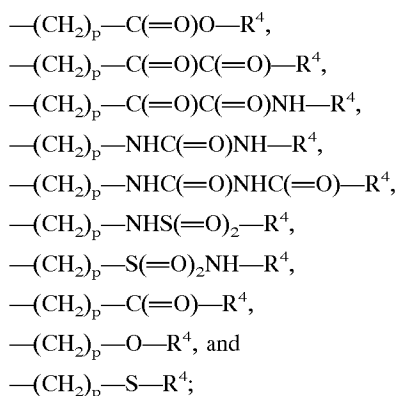 —(CH₂)ₚ—C(=O)O—R⁴,
—(CH₂)ₚ—C(=O)C(=O)—R⁴,
—(CH₂)ₚ—C(=O)C(=O)NH—R⁴,
—(CH₂)ₚ—NHC(=O)NH—R⁴,
—(CH₂)ₚ—NHC(=O)NHC(=O)—R⁴,
—(CH₂)ₚ—NHS(=O)₂—R⁴,
—(CH₂)ₚ—S(=O)₂NH—R⁴,
—(CH₂)ₚ—C(=O)—R⁴,
—(CH₂)ₚ—O—R⁴, and
—(CH₂)ₚ—S—R⁴;